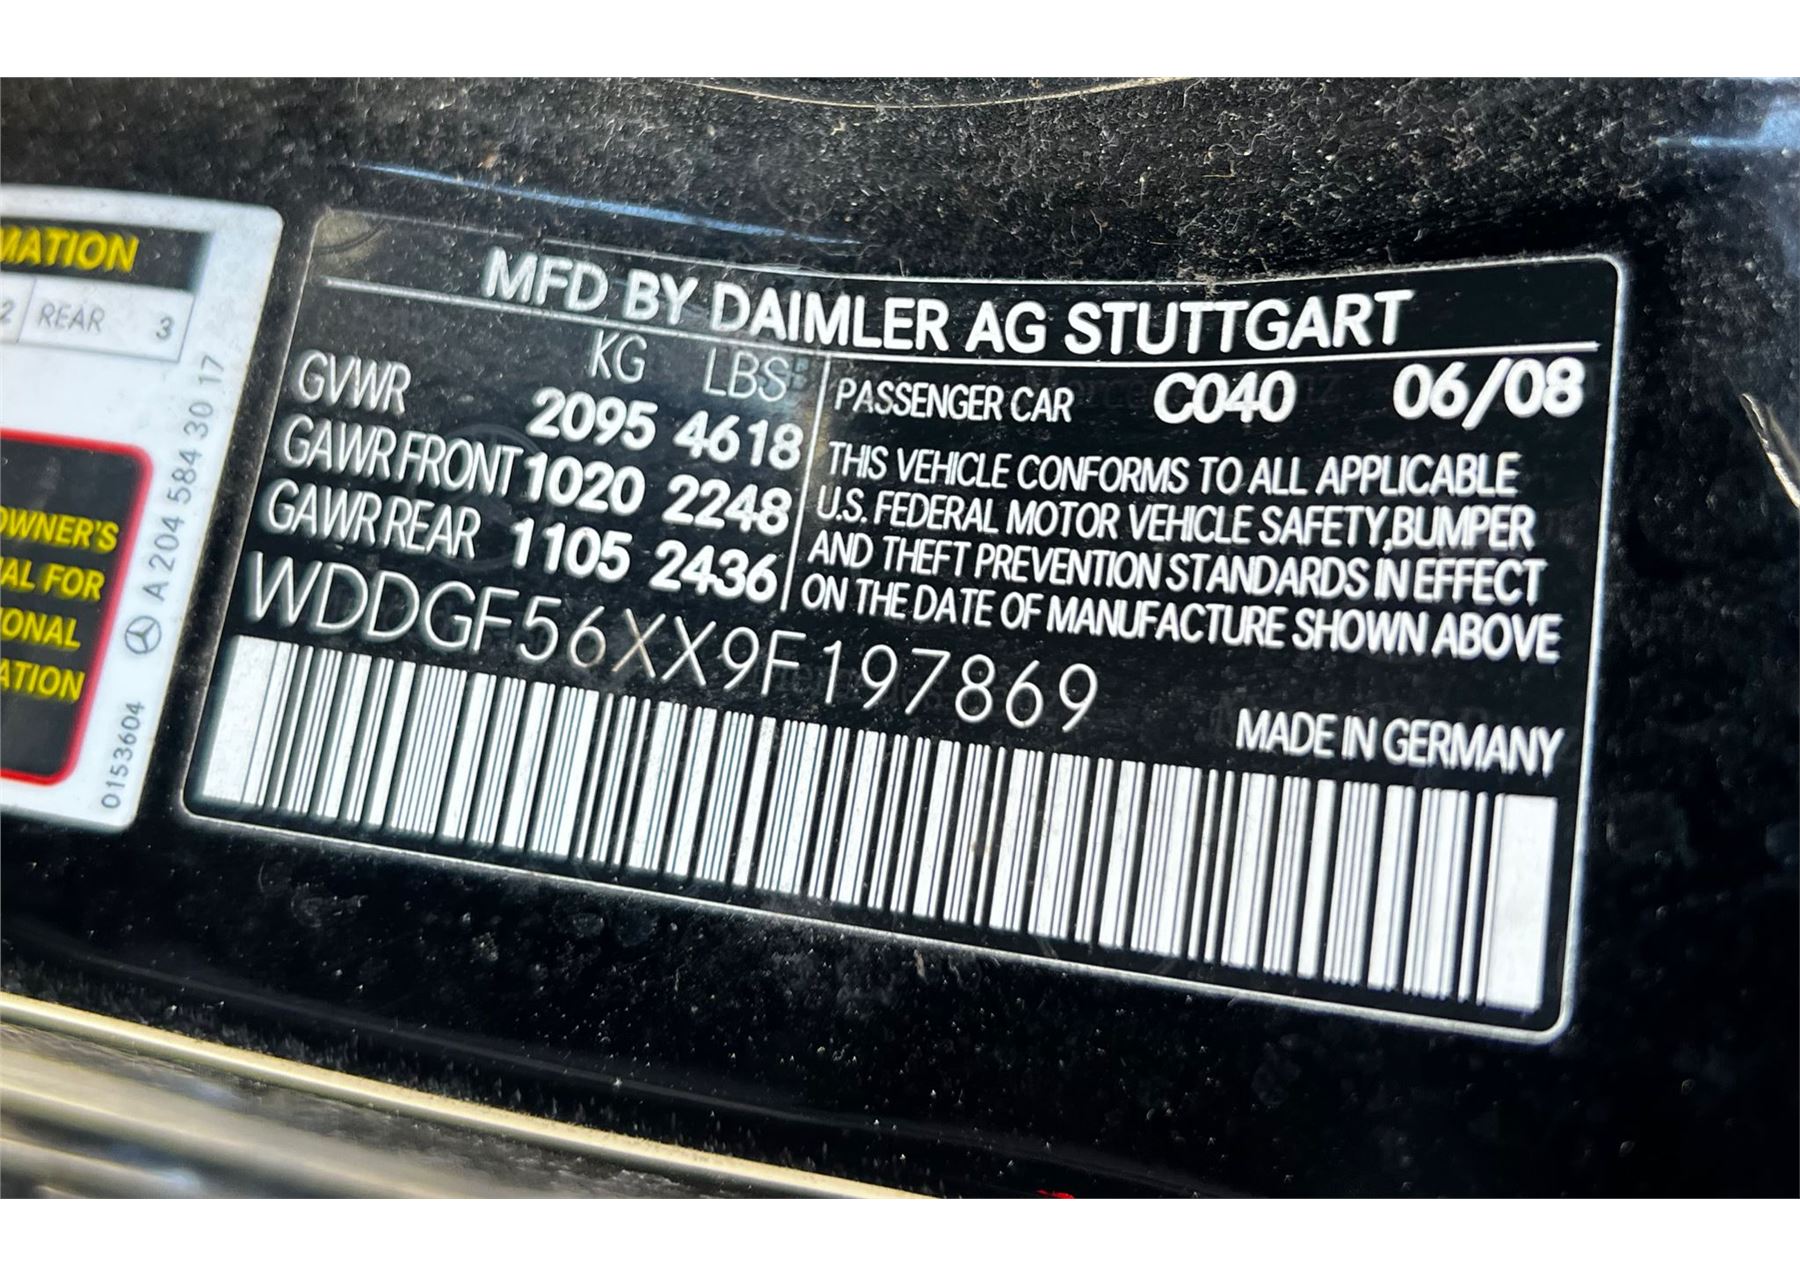 MATION
2 REAR 3
OWNER'S
AL FOR
ONAL
ATION
A 204 584 30 17
0153604
MFD BY DAIMLER AG STUTTGART
KG LBS
GVWR 2095 4618
GAWR FRONT 1020 2248
GAWR REAR 1105 2436
PASSENGER CAR C040 06/08
THIS VEHICLE CONFORMS TO ALL APPLICABLE
U.S. FEDERAL MOTOR VEHICLE SAFETY,BUMPER
AND THEFT PREVENTION STANDARDS IN EFFECT
ON THE DATE OF MANUFACTURE SHOWN ABOVE
WDDGF56XX9F197869
MADE IN GERMANY